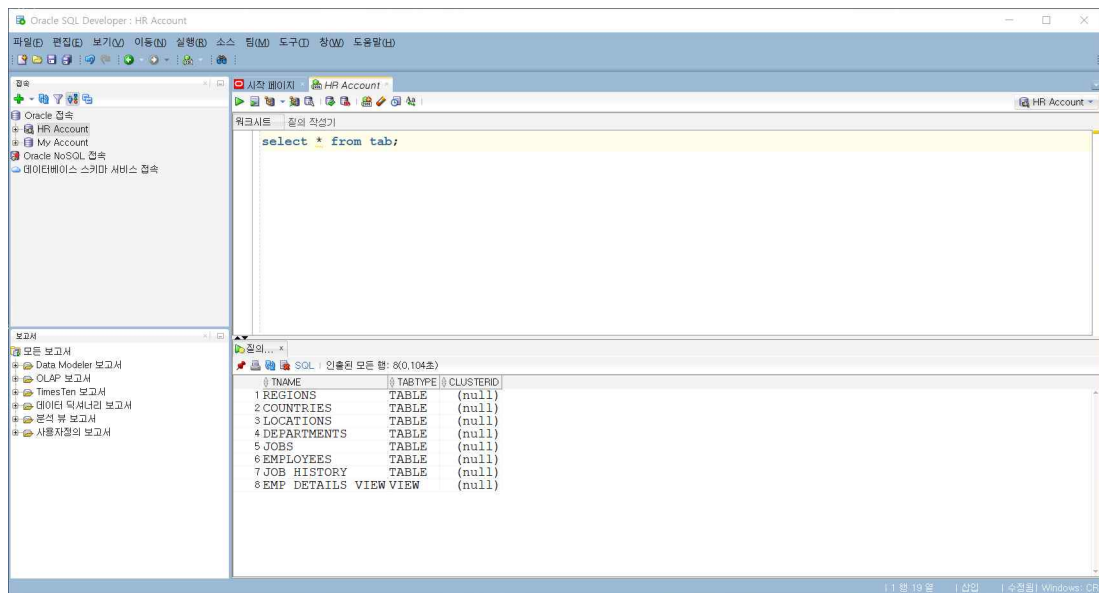 Oracle SQL Developer : HR Account
파일(F) 편집(E) 보기(V) 이동(N) 실행(R) 소스 팀(M) 도구(T) 창(W) 도움말(H)
접속
Oracle 접속
HR Account
My Account
Oracle NoSQL 접속
데이터베이스 스키마 서비스 접속
시작 페이지 HR Account
HR Account
워크시트 질의 작성기
select * from tab;
보고서
모든 보고서
Data Modeler 보고서
OLAP 보고서
TimesTen 보고서
데이터 딕셔너리 보고서
분석 뷰 보고서
사용자정의 보고서
질의... ×
SQL | 인출된 모든 행: 8(0,104초)
TNAME TABTYPE CLUSTERID
1 REGIONS TABLE (null)
2 COUNTRIES TABLE (null)
3 LOCATIONS TABLE (null)
4 DEPARTMENTS TABLE (null)
5 JOBS TABLE (null)
6 EMPLOYEES TABLE (null)
7 JOB HISTORY TABLE (null)
8 EMP DETAILS VIEW VIEW (null)
| 1 행 19 열 | 삽입 | 수정됨 | Windows: CR